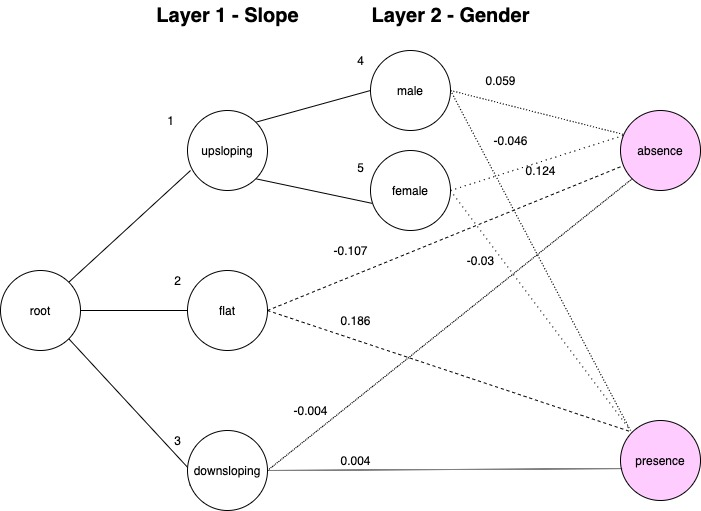 Layer 1 - Slope
Layer 2 - Gender
4
male
0.059
1
upsloping
-0.046
absence
5
female
0.124
-0.107
-0.03
2
root
flat
0.186
-0.004
3
downsloping
0.004
presence